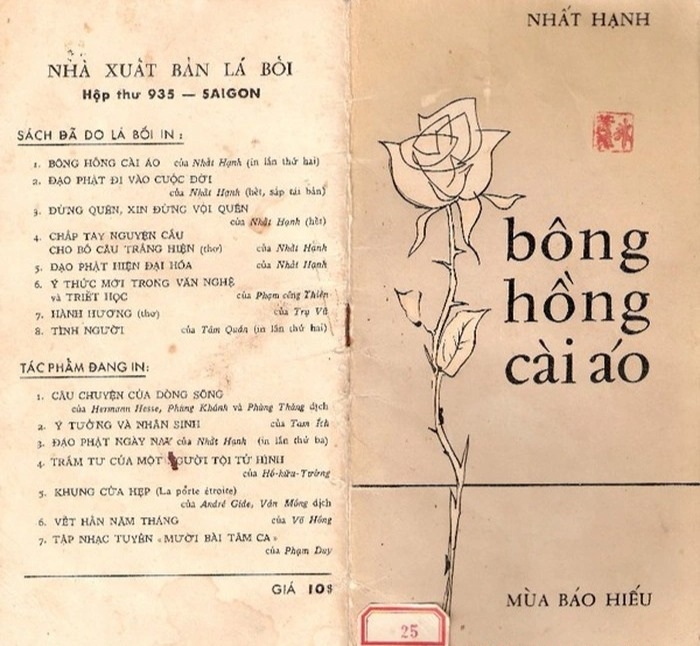 NHÀ XUẤT BẢN LÁ BỐI
Hộp thư 935 — SAIGON
SÁCH ĐÃ DO LÁ BỐI IN :
1. BÔNG HỒNG CÀI ÁO của Nhất Hạnh (in lần thứ hai)
2. ĐẠO PHẬT ĐI VÀO CUỘC ĐỜI
của Nhất Hạnh (hết, sắp tái bản)
3. ĐỪNG QUÊN, XIN ĐỪNG VỘI QUÊN
của Nhất Hạnh (hết)
4. CHẮP TAY NGUYỆN CẦU
CHO BỒ CÂU TRẮNG HIỆN (thơ) của Nhất Hạnh
5. ĐẠO PHẬT HIỆN ĐẠI HÓA của Nhất Hạnh
6. Ý THỨC MỚI TRONG VĂN NGHỆ
và TRIẾT HỌC của Phạm công Thiện
7. HÀNH HƯƠNG (thơ) của Trụ Vũ
8. TÌNH NGƯỜI của Tâm Quán (in lần thứ hai)
TÁC PHẨM ĐANG IN:
1. CÂU CHUYỆN CỦA DÒNG SÔNG
của Hermann Hesse, Phùng Khánh và Phùng Thăng dịch
2. Ý TƯỞNG VÀ NHÂN SINH của Tam Ích
3. ĐẠO PHẬT NGÀY NAY của Nhất Hạnh (in lần thứ ba)
4. TRẦM TƯ CỦA MỘT NGƯỜI TỘI TỬ HÌNH
của Hồ-hữu-Tường
5. KHUNG CỬA HẸP (La porte étroite)
của André Gide, Vân Mồng dịch
6. VẾT HẰN NĂM THÁNG của Võ Hồng
7. TẬP NHẠC TUYỂN «MƯỜI BÀI TÂM CA»
của Phạm Duy
GIÁ 10$
NHẤT HẠNH
bông
hồng
cài áo
MÙA BÁO HIẾU
25